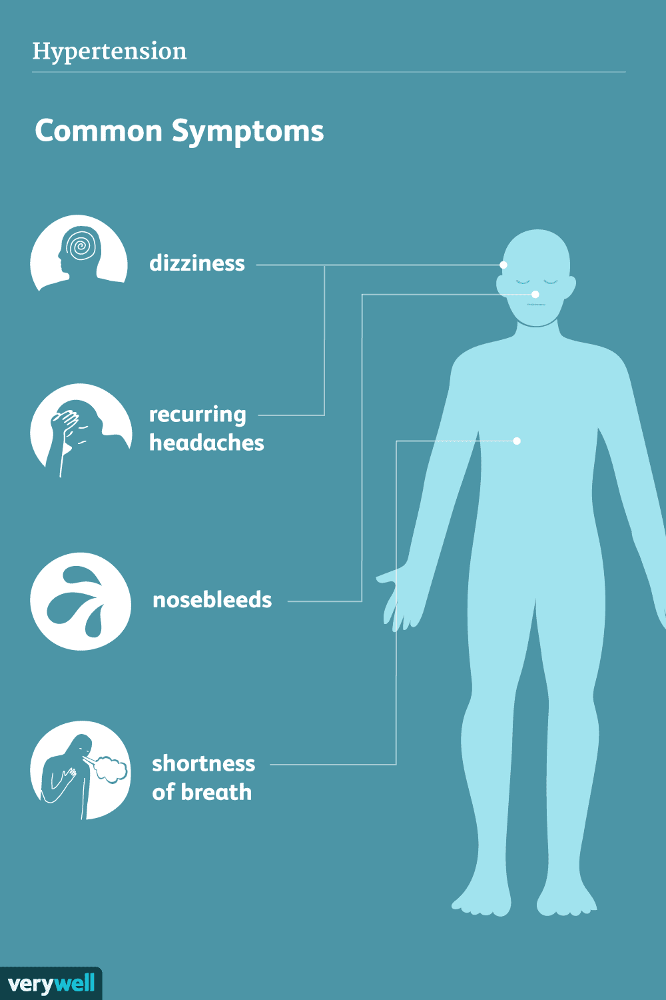 Hypertension
Common Symptoms
dizziness
recurring
headaches
nosebleeds
shortness
of breath
verywell